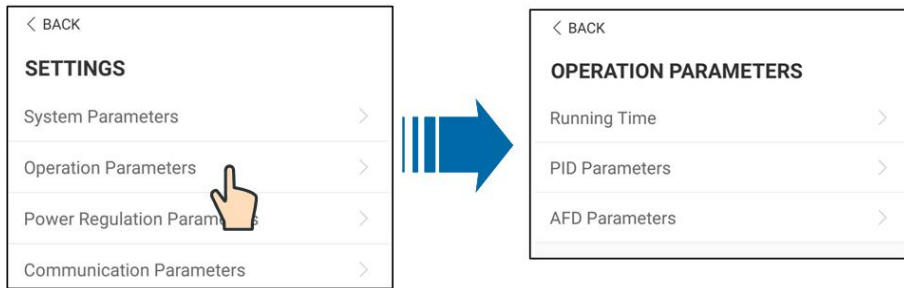 < BACK
SETTINGS
System Parameters
Operation Parameters
Power Regulation Parameters
Communication Parameters
< BACK
OPERATION PARAMETERS
Running Time
PID Parameters
AFD Parameters